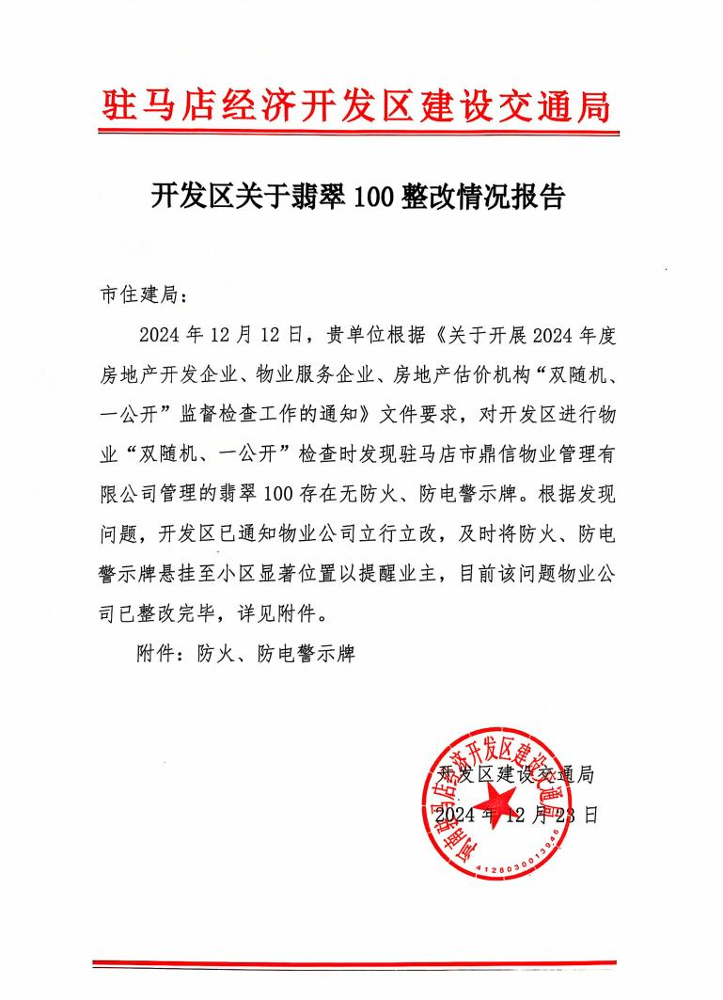 驻马店经济开发区建设交通局
开发区关于翡翠 100 整改情况报告
市住建局：
2024 年 12 月 12 日，贵单位根据《关于开展 2024 年度
房地产开发企业、物业服务企业、房地产估价机构“双随机、
一公开”监督检查工作的通知》文件要求，对开发区进行物
业“双随机、一公开”检查时发现驻马店市鼎信物业管理有
限公司管理的翡翠 100 存在无防火、防电警示牌。根据发现
问题，开发区已通知物业公司立行立改，及时将防火、防电
警示牌悬挂至小区显著位置以提醒业主，目前该问题物业公
司已整改完毕，详见附件。
附件：防火、防电警示牌
开发区建设交通局
2024 年 12 月 23 日
河南驻马店经济开发区建设交通局
4128030013946